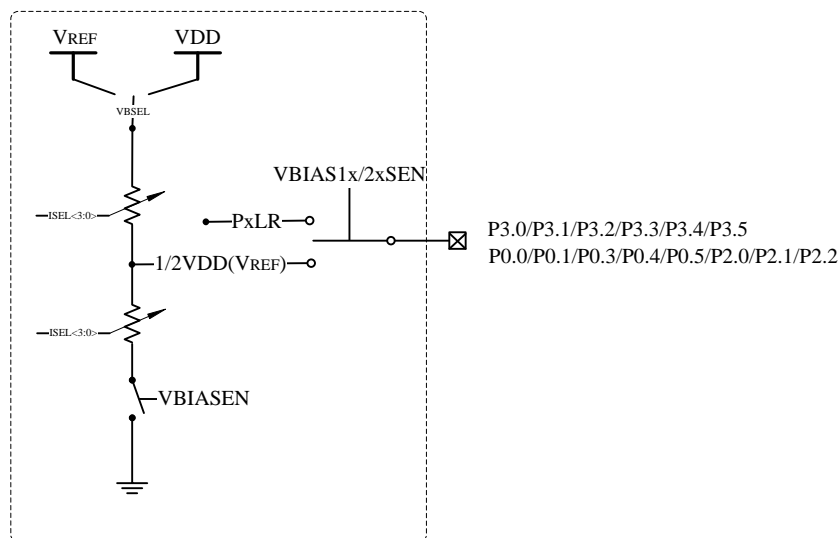 VREF
VDD
VBSEL
VBIAS1x/2xSEN
ISEL<3:0>
PxLR
P3.0/P3.1/P3.2/P3.3/P3.4/P3.5
P0.0/P0.1/P0.3/P0.4/P0.5/P2.0/P2.1/P2.2
1/2VDD(VREF)
ISEL<3:0>
VBIASEN